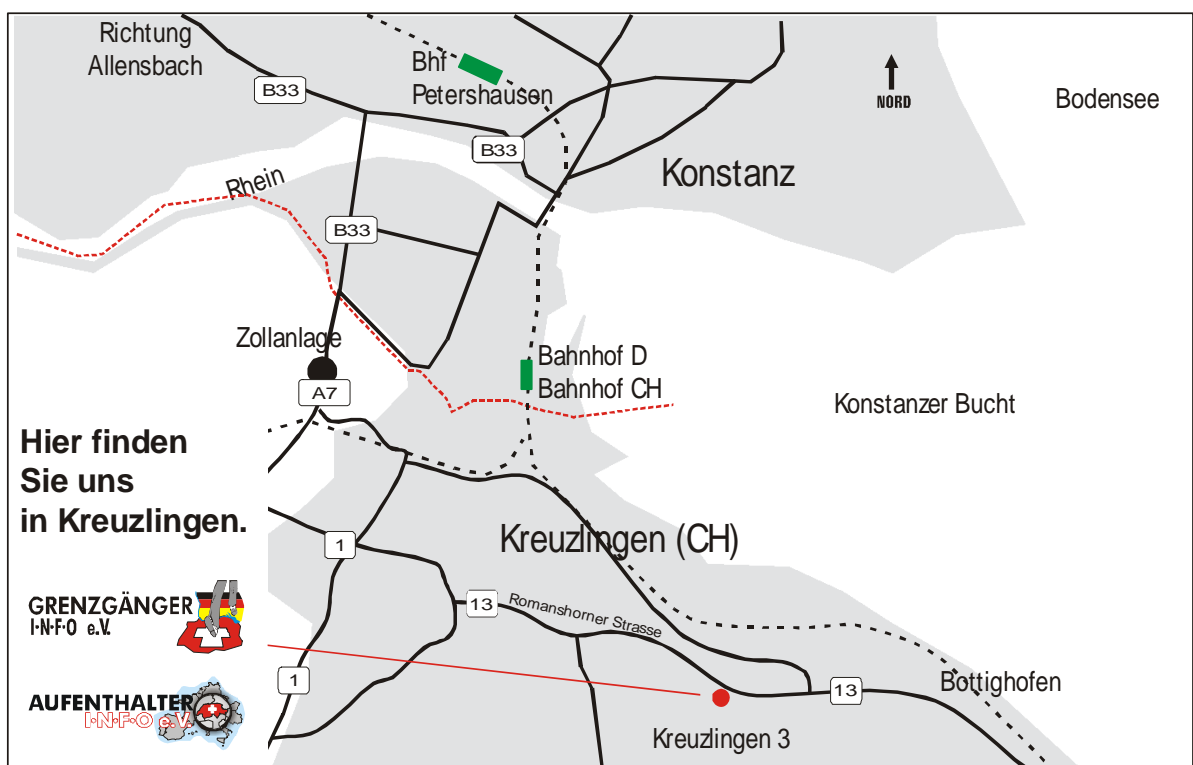 Richtung
Allensbach
Bhf
Petershausen
B33
NORD
Bodensee
B33
Konstanz
Rhein
B33
Zollanlage
Bahnhof D
Bahnhof CH
A7
Konstanzer Bucht
Hier finden
Sie uns
in Kreuzlingen.
Kreuzlingen (CH)
1
GRENZGÄNGER
I·N·F·O e.V.
13
Romanshorner Strasse
1
13
Bottighofen
AUFENTHALTER
I·N·F·O e.V.
Kreuzlingen 3